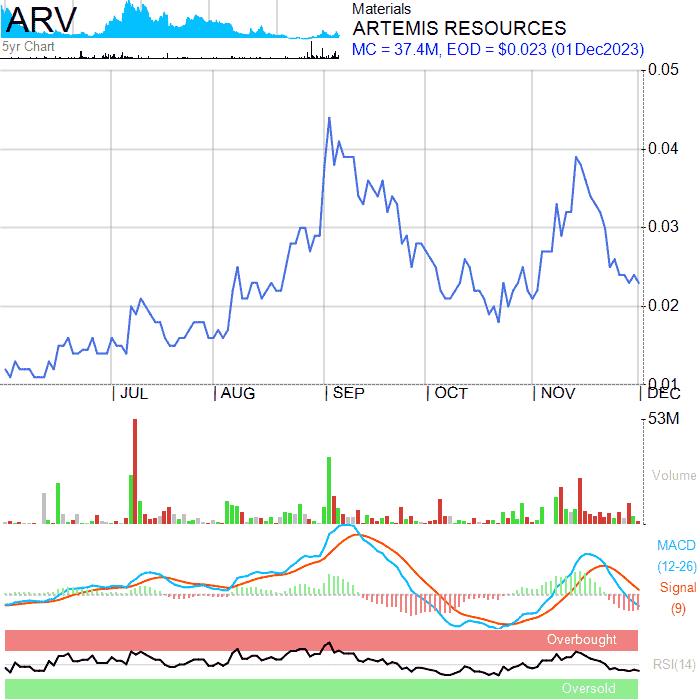 ARV
5yr Chart
Materials
ARTEMIS RESOURCES
MC = 37.4M, EOD = $0.023 (01Dec2023)
0.05
0.04
0.03
0.02
0.01
JUL
AUG
SEP
OCT
NOV
DEC
53M
Volume
MACD
(12-26)
Signal
(9)
Overbought
RSI(14)
Oversold